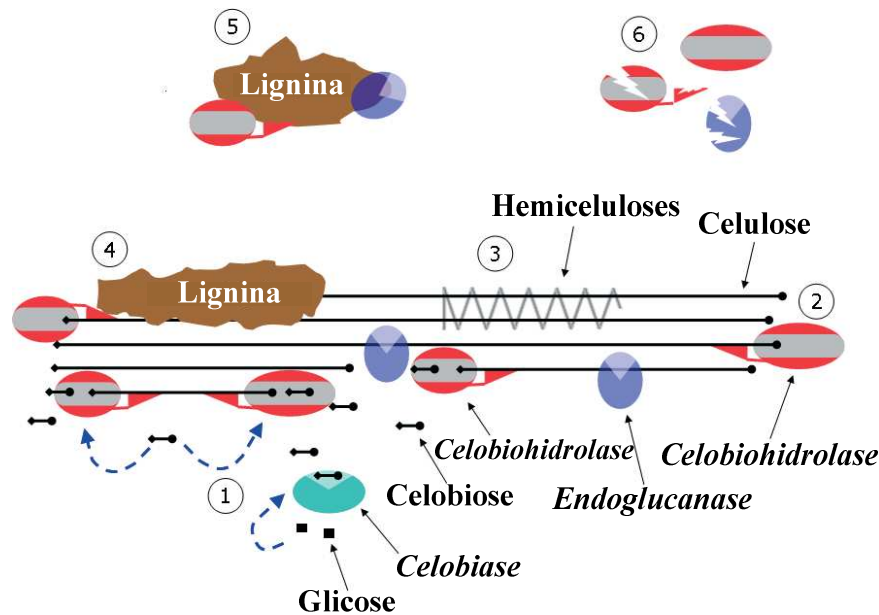 5
6
Lignina
Hemiceluloses
Celulose
4
3
Lignina
2
Celobiohidrolase
Celobiohidrolase
1
Celobiose
Endoglucanase
Celobiase
Glicose